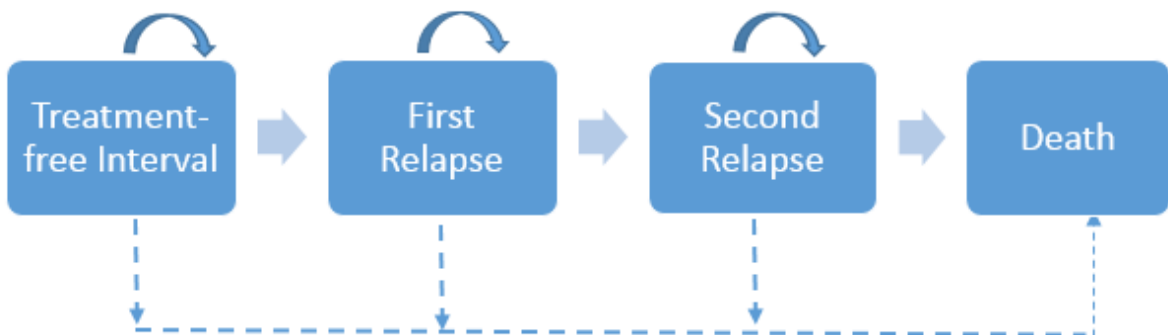 Treatment-
free Interval
First
Relapse
Second
Relapse
Death